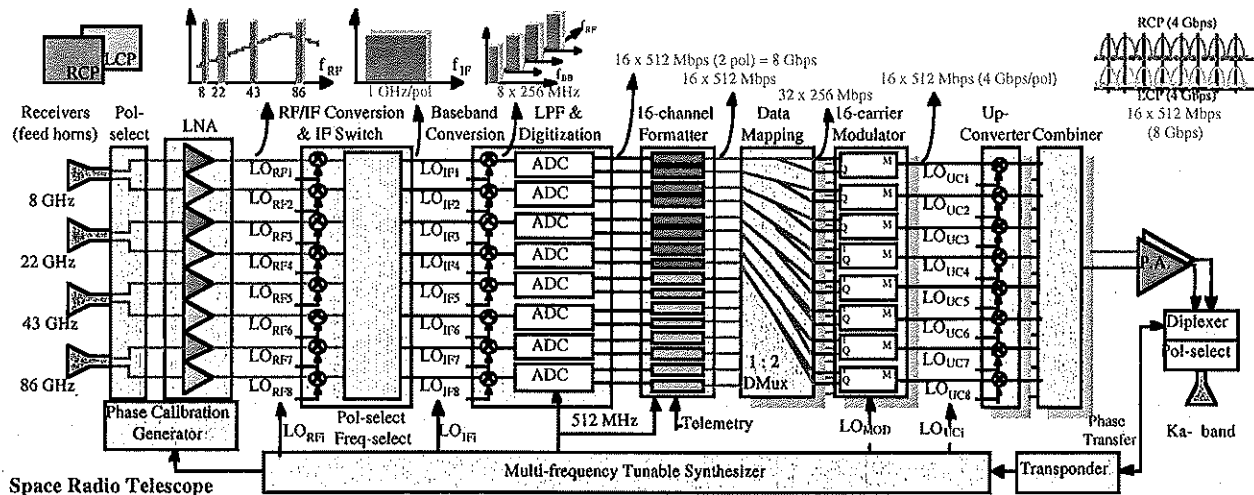 RCP
LCP
f_RF
8 22 43 86
f_IF
1 GHz/pol
f_RF
f_BB
8 x 256 MHz
16 x 512 Mbps (2 pol) = 8 Gbps
16 x 512 Mbps
32 x 256 Mbps
16 x 512 Mbps (4 Gbps/pol)
RCP (4 Gbps)
LCP (4 Gbps)
16 x 512 Mbps
(8 Gbps)
Receivers
(feed horns)
Pol-
select
LNA
RF/IF Conversion
& IF Switch
Baseband
Conversion
LPF &
Digitization
16-channel
Formatter
Data
Mapping
16-carrier
Modulator
Up-
Converter
Combiner
8 GHz
22 GHz
43 GHz
86 GHz
LO_RF1
LO_RF2
LO_RF3
LO_RF4
LO_RF5
LO_RF6
LO_RF7
LO_RF8
LO_IF1
LO_IF2
LO_IF3
LO_IF4
LO_IF5
LO_IF6
LO_IF7
LO_IF8
ADC
ADC
ADC
ADC
ADC
ADC
ADC
ADC
1 : 2
DMux
I M
Q
I M
Q
I M
Q
I M
Q
I M
Q
I M
Q
I M
Q
I M
Q
LO_UC1
LO_UC2
LO_UC3
LO_UC4
LO_UC5
LO_UC6
LO_UC7
LO_UC8
P.A
Diplexer
Pol-select
Ka- band
Phase Calibration
Generator
LO_RFi
Pol-select
Freq-select
LO_IFi
512 MHz
Telemetry
LO_MOD
LO_UCi
Phase
Transfer
Multi-frequency Tunable Synthesizer
Transponder
Space Radio Telescope